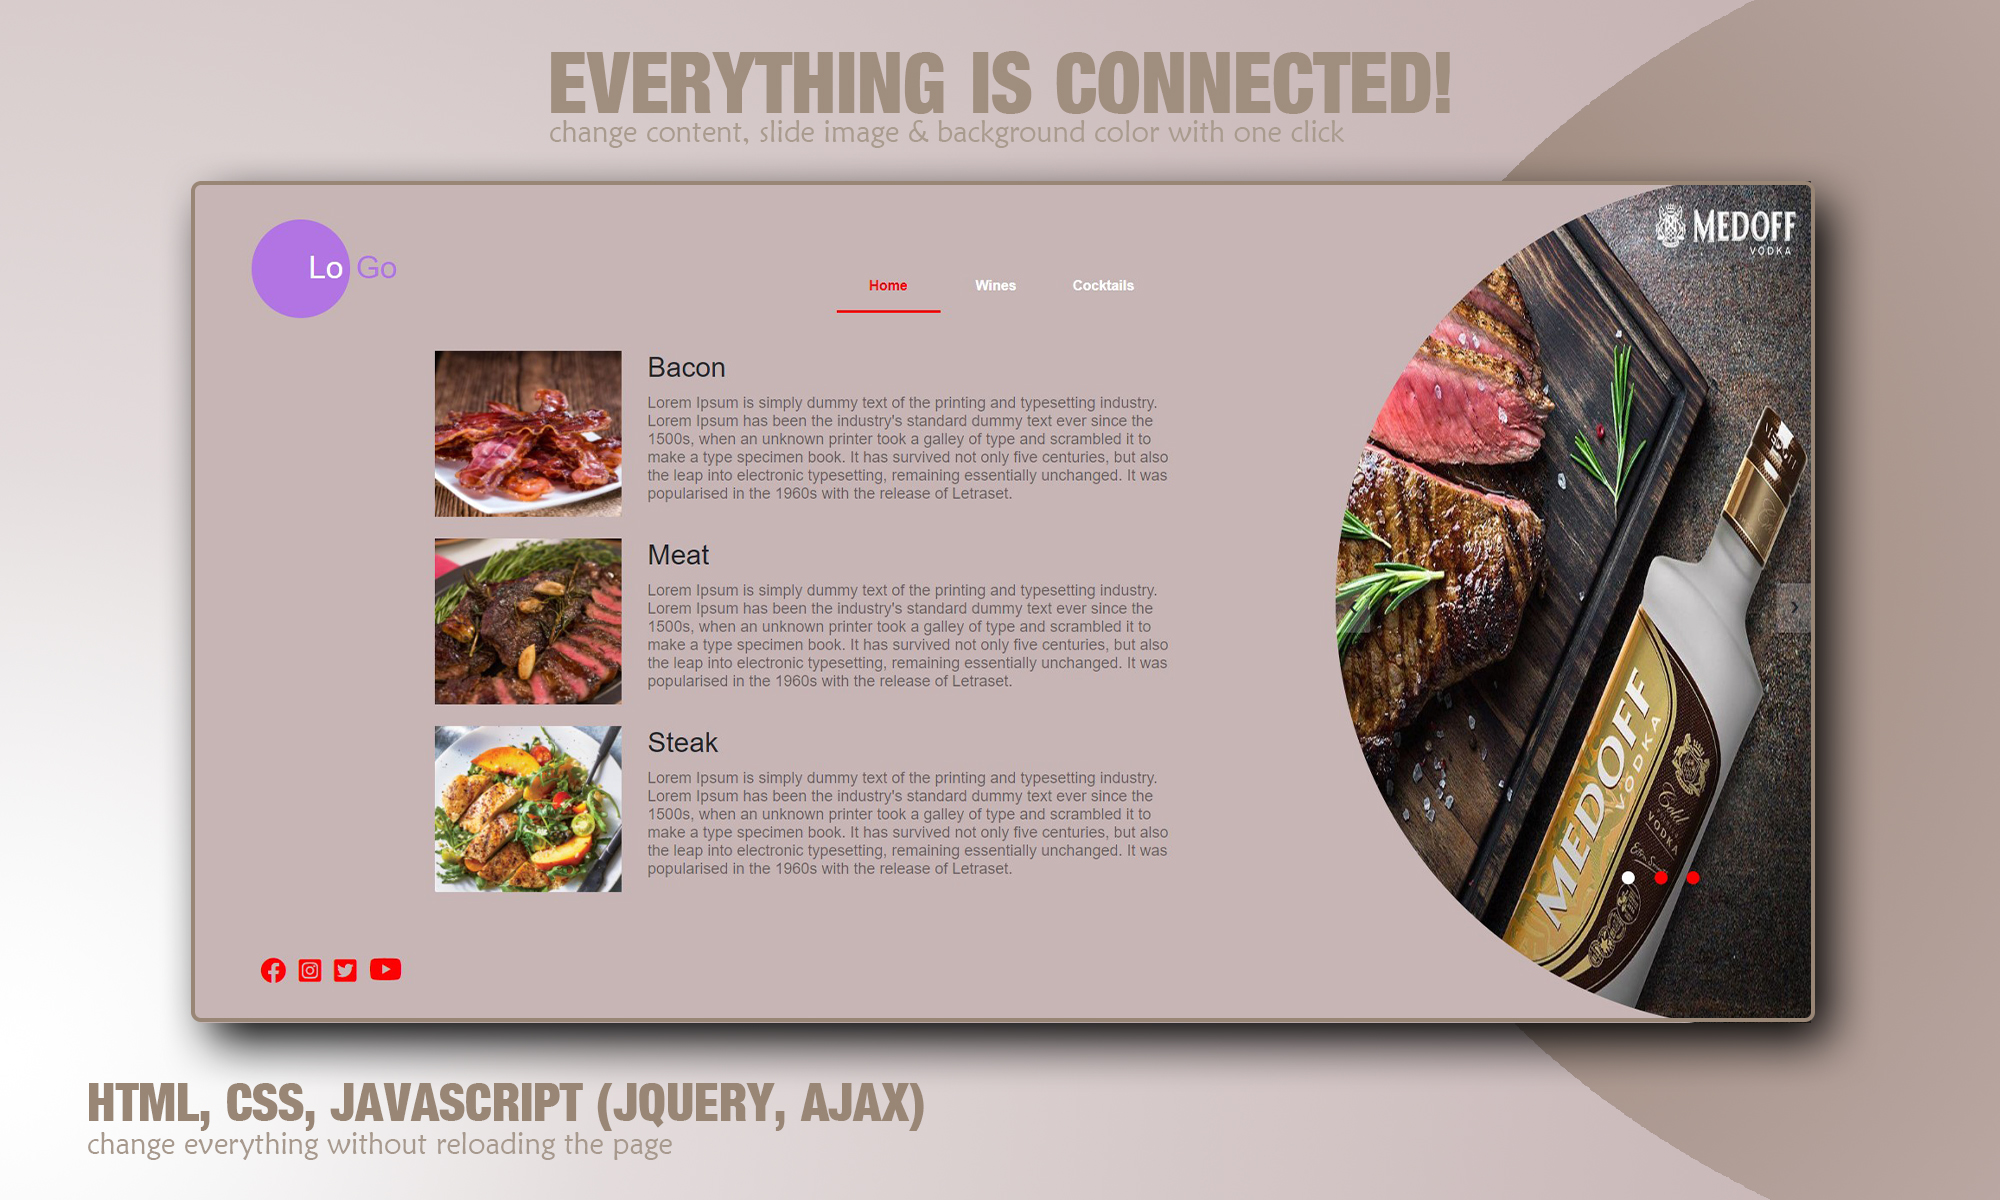 EVERYTHING IS CONNECTED!
change content, slide image & background color with one click
Lo Go
Home Wines Cocktails
MEDOFF
VODKA
Bacon
Lorem Ipsum is simply dummy text of the printing and typesetting industry.
Lorem Ipsum has been the industry's standard dummy text ever since the
1500s, when an unknown printer took a galley of type and scrambled it to
make a type specimen book. It has survived not only five centuries, but also
the leap into electronic typesetting, remaining essentially unchanged. It was
popularised in the 1960s with the release of Letraset.
Meat
Lorem Ipsum is simply dummy text of the printing and typesetting industry.
Lorem Ipsum has been the industry's standard dummy text ever since the
1500s, when an unknown printer took a galley of type and scrambled it to
make a type specimen book. It has survived not only five centuries, but also
the leap into electronic typesetting, remaining essentially unchanged. It was
popularised in the 1960s with the release of Letraset.
Steak
Lorem Ipsum is simply dummy text of the printing and typesetting industry.
Lorem Ipsum has been the industry's standard dummy text ever since the
1500s, when an unknown printer took a galley of type and scrambled it to
make a type specimen book. It has survived not only five centuries, but also
the leap into electronic typesetting, remaining essentially unchanged. It was
popularised in the 1960s with the release of Letraset.
MEDOFF
VODKA
Gold
VODKA
HTML, CSS, JAVASCRIPT (JQUERY, AJAX)
change everything without reloading the page